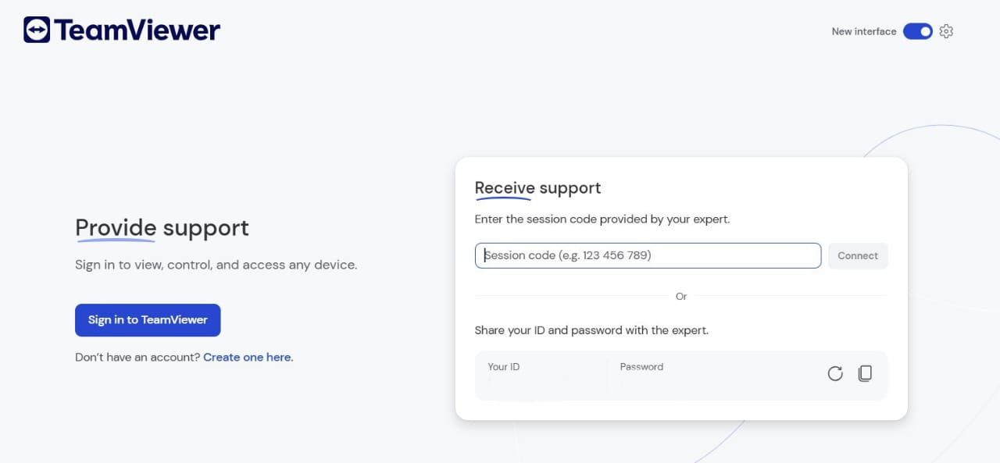 TeamViewer
New interface
Provide support
Sign in to view, control, and access any device.
Sign in to TeamViewer
Don't have an account? Create one here.
Receive support
Enter the session code provided by your expert.
Session code (e.g. 123 456 789)
Connect
Or
Share your ID and password with the expert.
Your ID
Password